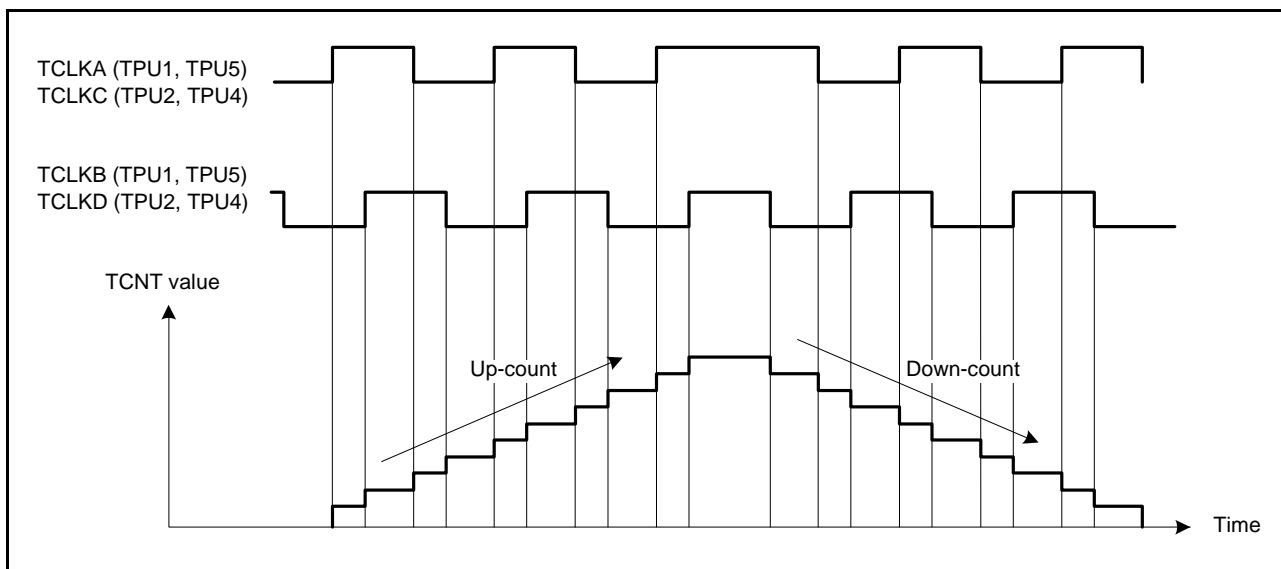 TCLKA (TPU1, TPU5)
TCLKC (TPU2, TPU4)
TCLKB (TPU1, TPU5)
TCLKD (TPU2, TPU4)
TCNT value
Up-count
Down-count
Time